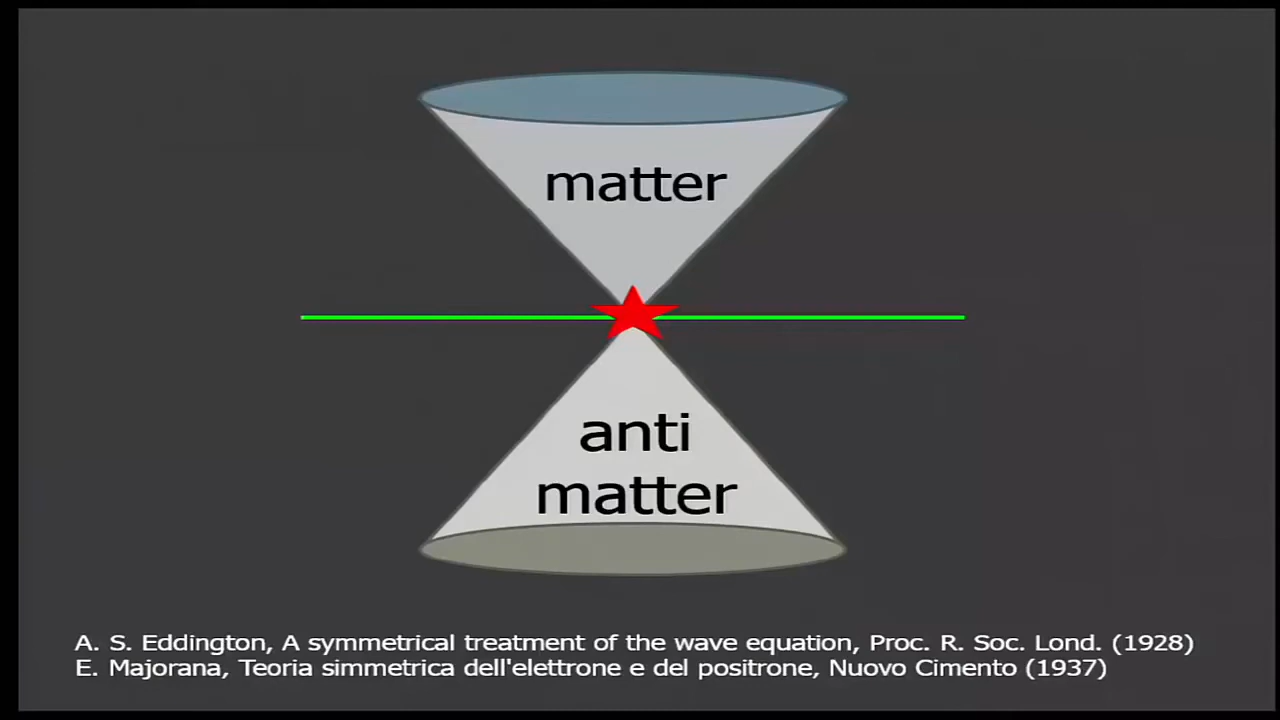 matter
anti
matter
A. S. Eddington, A symmetrical treatment of the wave equation, Proc. R. Soc. Lond. (1928)
E. Majorana, Teoria simmetrica dell'elettrone e del positrone, Nuovo Cimento (1937)